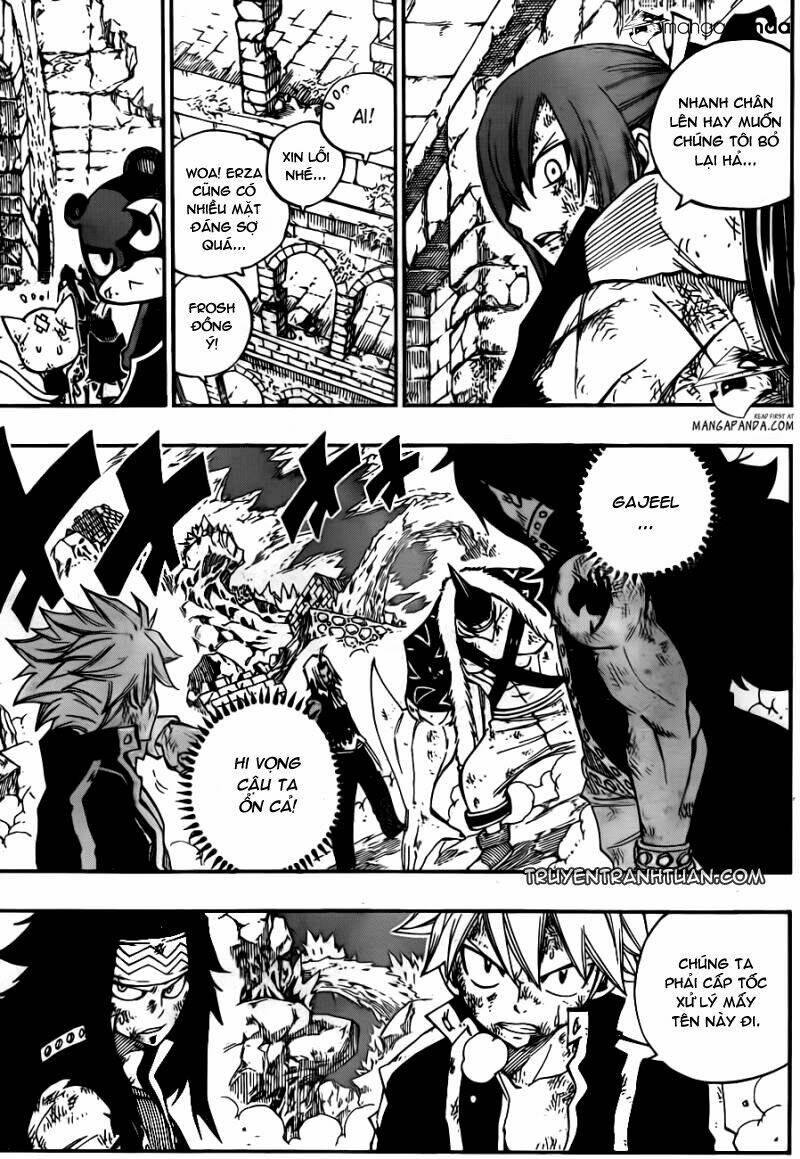 NHANH CHÂN
LÊN HAY MUỐN
CHÚNG TÔI BỎ
LẠI HẢ...
AI!
XIN LỖI
NHÉ...
WOA! ERZA
CŨNG CÓ
NHIỀU MẶT
ĐÁNG SỢ
QUÁ...
FROSH
ĐỒNG
Ý!
READ FIRST AT
MANGAPANDA.COM
GAJEEL
...
HI VỌNG
CẬU TA
ỔN CẢ!
TRUYENTRANHTUAN.COM
CHÚNG TA
PHẢI CẤP TỐC
XỬ LÝ MẤY
TÊN NÀY ĐI.